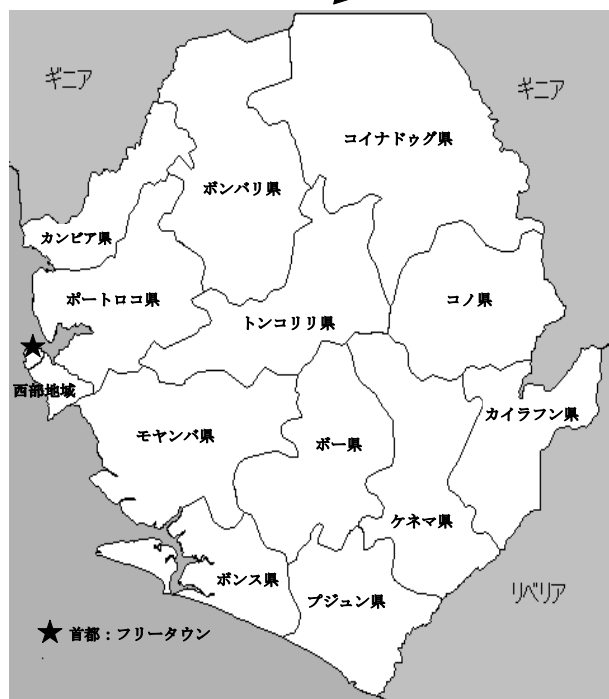 ギニア
ギニア
コイナドゥグ県
ボンバリ県
カンビア県
ポートロコ県
コノ県
トンコリリ県
西部地域
カイラフン県
モヤンバ県
ボー県
ケネマ県
ボンス県
プジュン県
リベリア
★ 首都：フリータウン